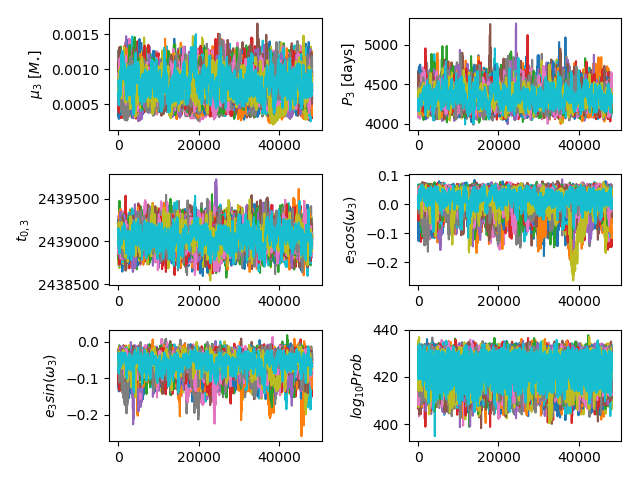 μ₃ [M⋆]
0.0015
0.0010
0.0005
0 20000 40000
P₃ [days]
5000
4500
4000
0 20000 40000
t₀,₃
2439500
2439000
2438500
0 20000 40000
e₃cos(ω₃)
0.1
0.0
−0.1
−0.2
0 20000 40000
e₃sin(ω₃)
0.0
−0.1
−0.2
0 20000 40000
log₁₀Prob
440
420
400
0 20000 40000